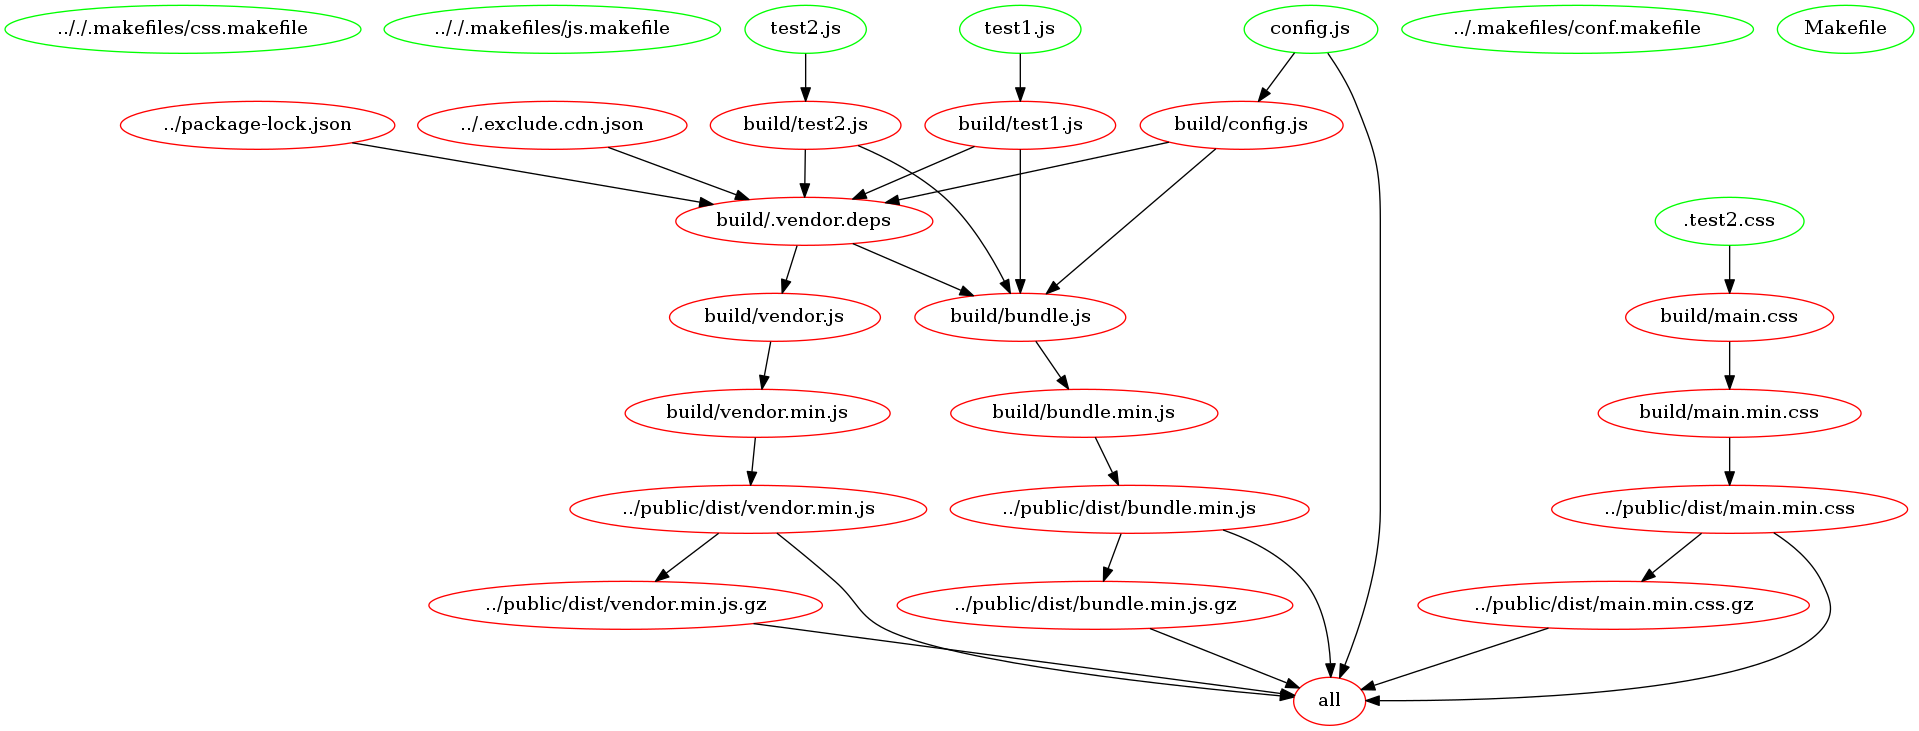 .././.makefiles/css.makefile
.././.makefiles/js.makefile
test2.js
test1.js
config.js
../.makefiles/conf.makefile
Makefile
../package-lock.json
../.exclude.cdn.json
build/test2.js
build/test1.js
build/config.js
build/.vendor.deps
.test2.css
build/vendor.js
build/bundle.js
build/main.css
build/vendor.min.js
build/bundle.min.js
build/main.min.css
../public/dist/vendor.min.js
../public/dist/bundle.min.js
../public/dist/main.min.css
../public/dist/vendor.min.js.gz
../public/dist/bundle.min.js.gz
../public/dist/main.min.css.gz
all